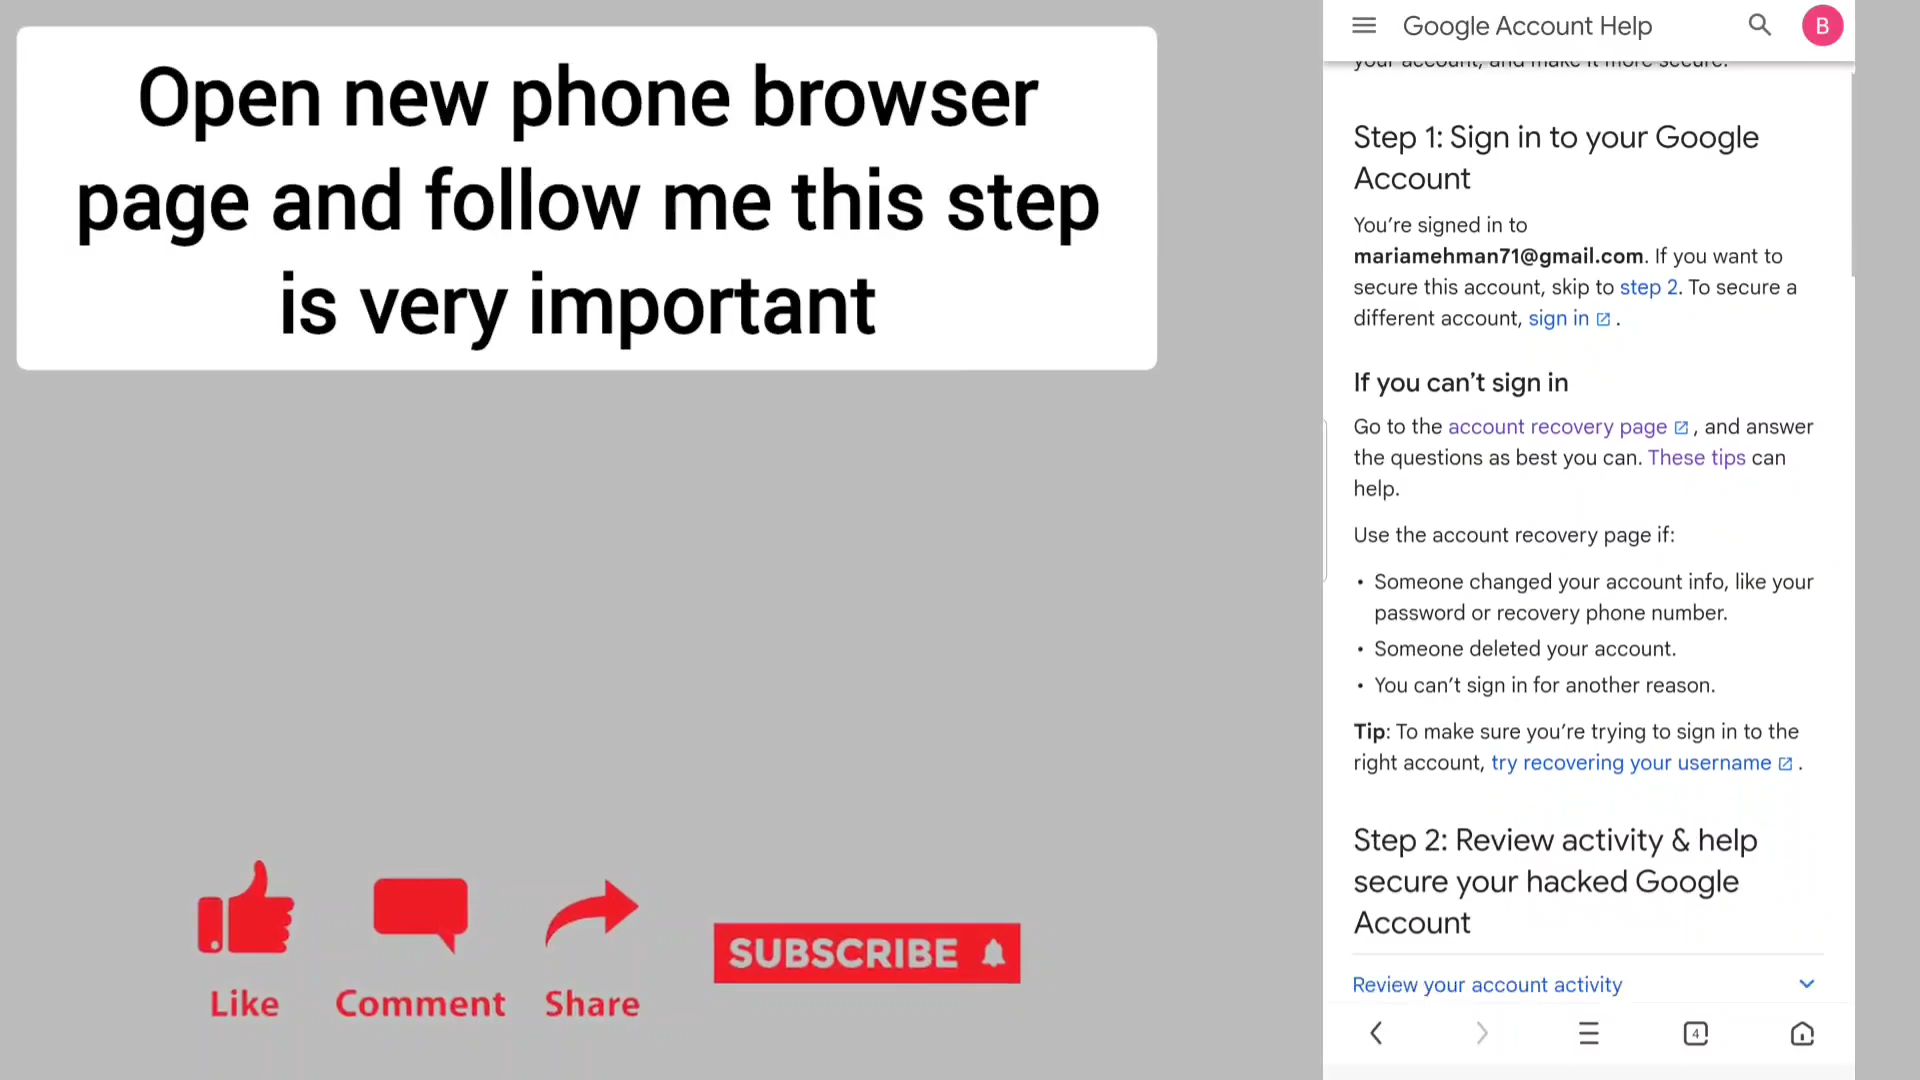 Open new phone browser
page and follow me this step
is very important
Like
Comment
Share
SUBSCRIBE
Google Account Help
B
your account, and make it more secure.
Step 1: Sign in to your Google
Account
You’re signed in to
mariamehman71@gmail.com. If you want to
secure this account, skip to step 2. To secure a
different account, sign in .
If you can’t sign in
Go to the account recovery page , and answer
the questions as best you can. These tips can
help.
Use the account recovery page if:
• Someone changed your account info, like your
password or recovery phone number.
• Someone deleted your account.
• You can’t sign in for another reason.
Tip: To make sure you’re trying to sign in to the
right account, try recovering your username .
Step 2: Review activity & help
secure your hacked Google
Account
Review your account activity
4